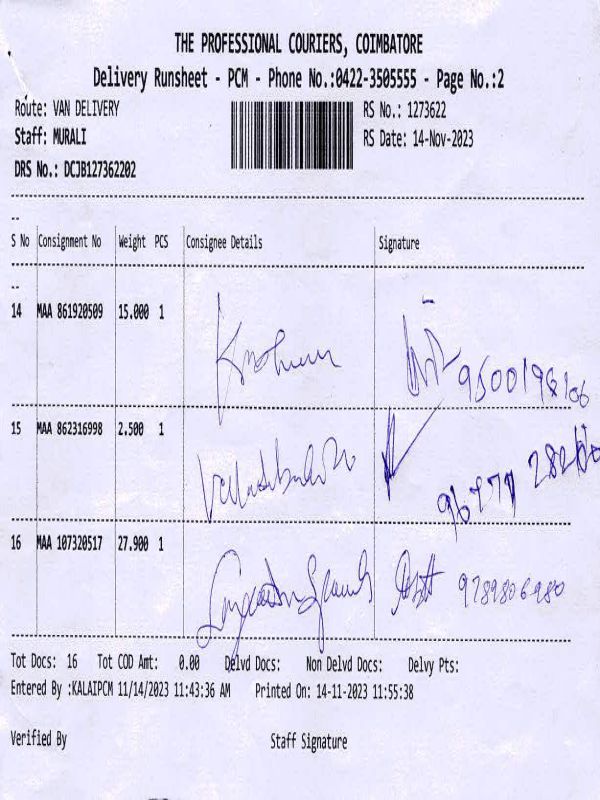 THE PROFESSIONAL COURIERS, COIMBATORE
Delivery Runsheet - PCM - Phone No.:0422-3505555 - Page No.:2
Route: VAN DELIVERY RS No.: 1273622
Staff: MURALI RS Date: 14-Nov-2023
DRS No.: DCJB127362202
--
S No Consignment No Weight PCS Consignee Details Signature
--
14 MAA 861920509 15.000 1
15 MAA 862316998 2.500 1
16 MAA 107320517 27.900 1 9789806980
Tot Docs: 16 Tot COD Amt: 0.00 Delvd Docs: Non Delvd Docs: Delvy Pts:
Entered By :KALAIPCM 11/14/2023 11:43:36 AM Printed On: 14-11-2023 11:55:38
Verified By Staff Signature